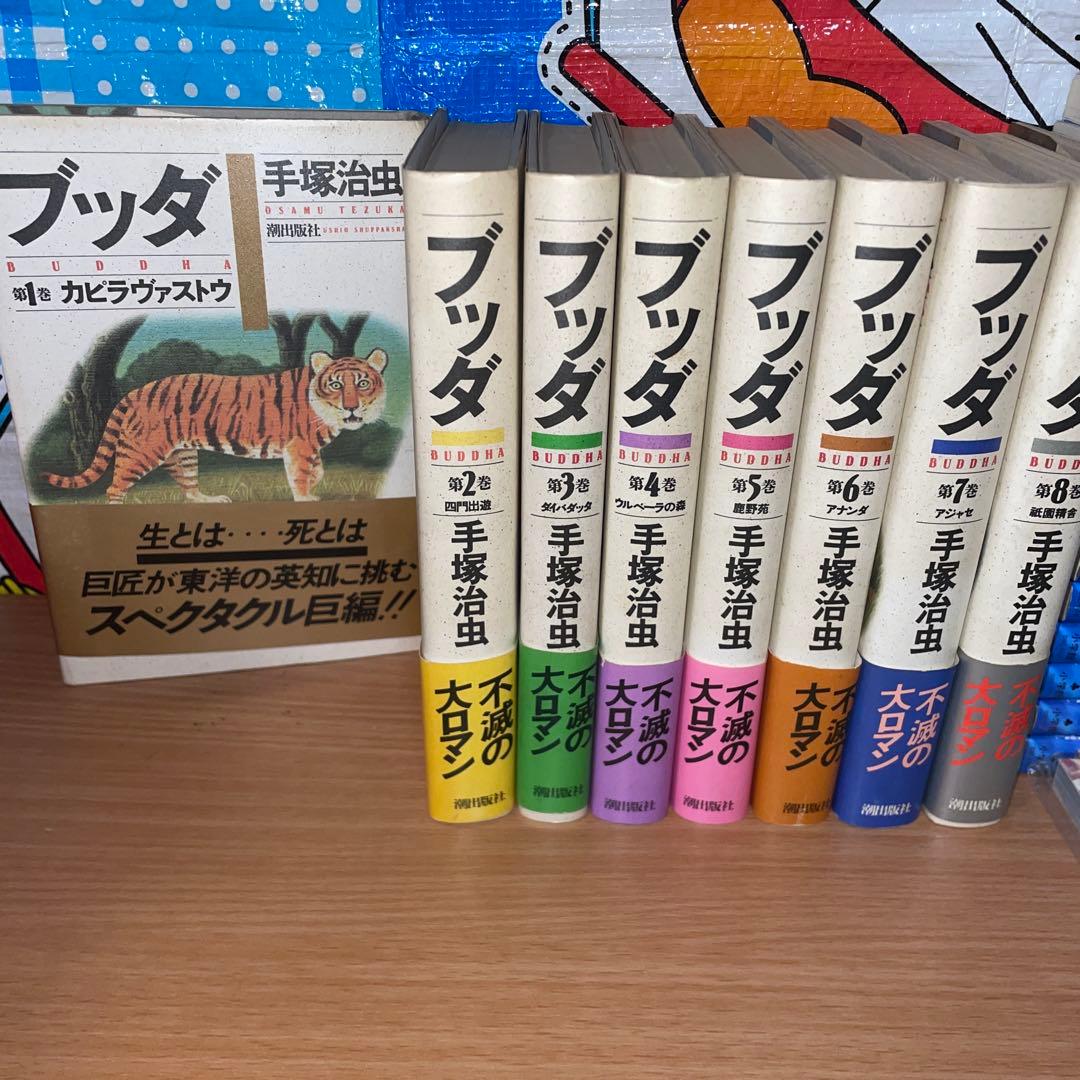 ブッダ
手塚治虫
OSAMU TEZUKA
潮出版社 USHIO SHUPPANSHA
BUDDHA
第1巻 カピラヴァストウ
生とは‥‥死とは
巨匠が東洋の英知に挑む
スペクタクル巨編!!
ブッダ
BUDDHA
第2巻
四門出遊
手塚治虫
不滅の
大ロマン
潮出版社
ブッダ
BUDDHA
第3巻
ダイバダッタ
手塚治虫
不滅の
大ロマン
潮出版社
ブッダ
BUDDHA
第4巻
ウルベーラの森
手塚治虫
不滅の
大ロマン
潮出版社
ブッダ
BUDDHA
第5巻
鹿野苑
手塚治虫
不滅の
大ロマン
潮出版社
ブッダ
BUDDHA
第6巻
アナンダ
手塚治虫
不滅の
大ロマン
潮出版社
ブッダ
BUDDHA
第7巻
アジャセ
手塚治虫
不滅の
大ロマン
潮出版社
ブッダ
BUDDHA
第8巻
祇園精舎
手塚治虫
不滅の
大ロマン
潮出版社